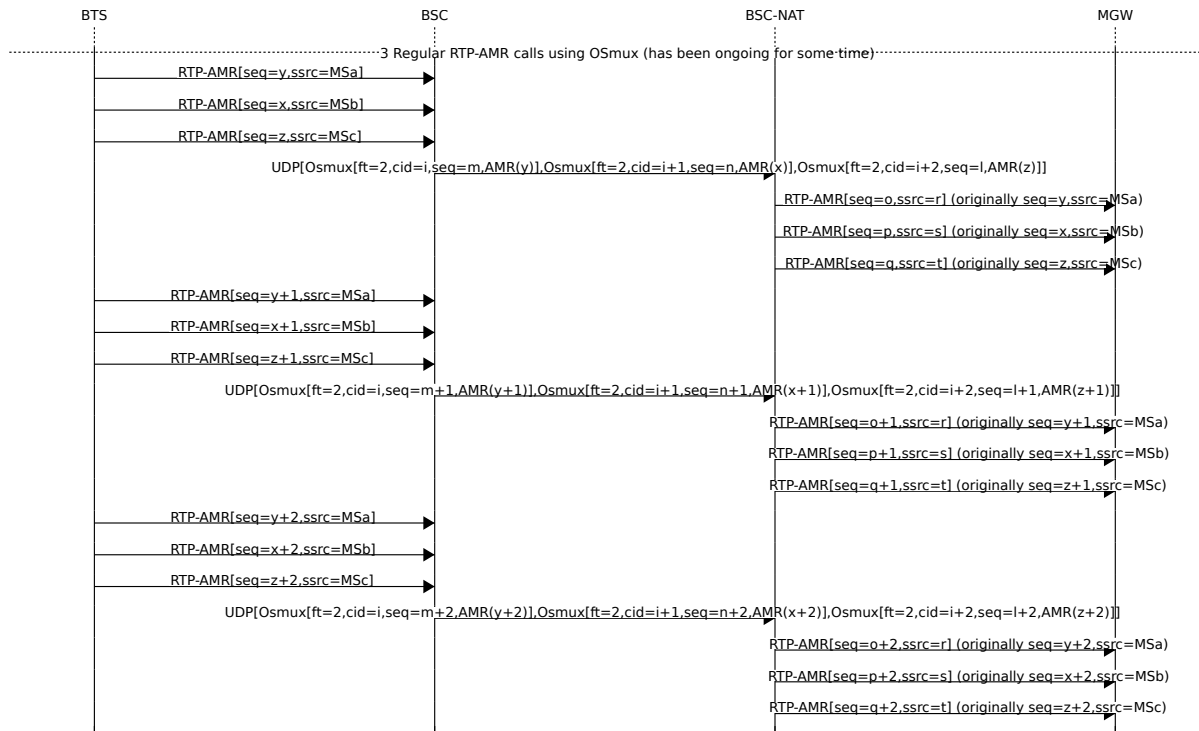 BTS BSC BSC-NAT MGW
3 Regular RTP-AMR calls using OSmux (has been ongoing for some time)
RTP-AMR[seq=y,ssrc=MSa]
RTP-AMR[seq=x,ssrc=MSb]
RTP-AMR[seq=z,ssrc=MSc]
UDP[Osmux[ft=2,cid=i,seq=m,AMR(y)],Osmux[ft=2,cid=i+1,seq=n,AMR(x)],Osmux[ft=2,cid=i+2,seq=l,AMR(z)]]
RTP-AMR[seq=o,ssrc=r] (originally seq=y,ssrc=MSa)
RTP-AMR[seq=p,ssrc=s] (originally seq=x,ssrc=MSb)
RTP-AMR[seq=q,ssrc=t] (originally seq=z,ssrc=MSc)
RTP-AMR[seq=y+1,ssrc=MSa]
RTP-AMR[seq=x+1,ssrc=MSb]
RTP-AMR[seq=z+1,ssrc=MSc]
UDP[Osmux[ft=2,cid=i,seq=m+1,AMR(y+1)],Osmux[ft=2,cid=i+1,seq=n+1,AMR(x+1)],Osmux[ft=2,cid=i+2,seq=l+1,AMR(z+1)]]
RTP-AMR[seq=o+1,ssrc=r] (originally seq=y+1,ssrc=MSa)
RTP-AMR[seq=p+1,ssrc=s] (originally seq=x+1,ssrc=MSb)
RTP-AMR[seq=q+1,ssrc=t] (originally seq=z+1,ssrc=MSc)
RTP-AMR[seq=y+2,ssrc=MSa]
RTP-AMR[seq=x+2,ssrc=MSb]
RTP-AMR[seq=z+2,ssrc=MSc]
UDP[Osmux[ft=2,cid=i,seq=m+2,AMR(y+2)],Osmux[ft=2,cid=i+1,seq=n+2,AMR(x+2)],Osmux[ft=2,cid=i+2,seq=l+2,AMR(z+2)]]
RTP-AMR[seq=o+2,ssrc=r] (originally seq=y+2,ssrc=MSa)
RTP-AMR[seq=p+2,ssrc=s] (originally seq=x+2,ssrc=MSb)
RTP-AMR[seq=q+2,ssrc=t] (originally seq=z+2,ssrc=MSc)